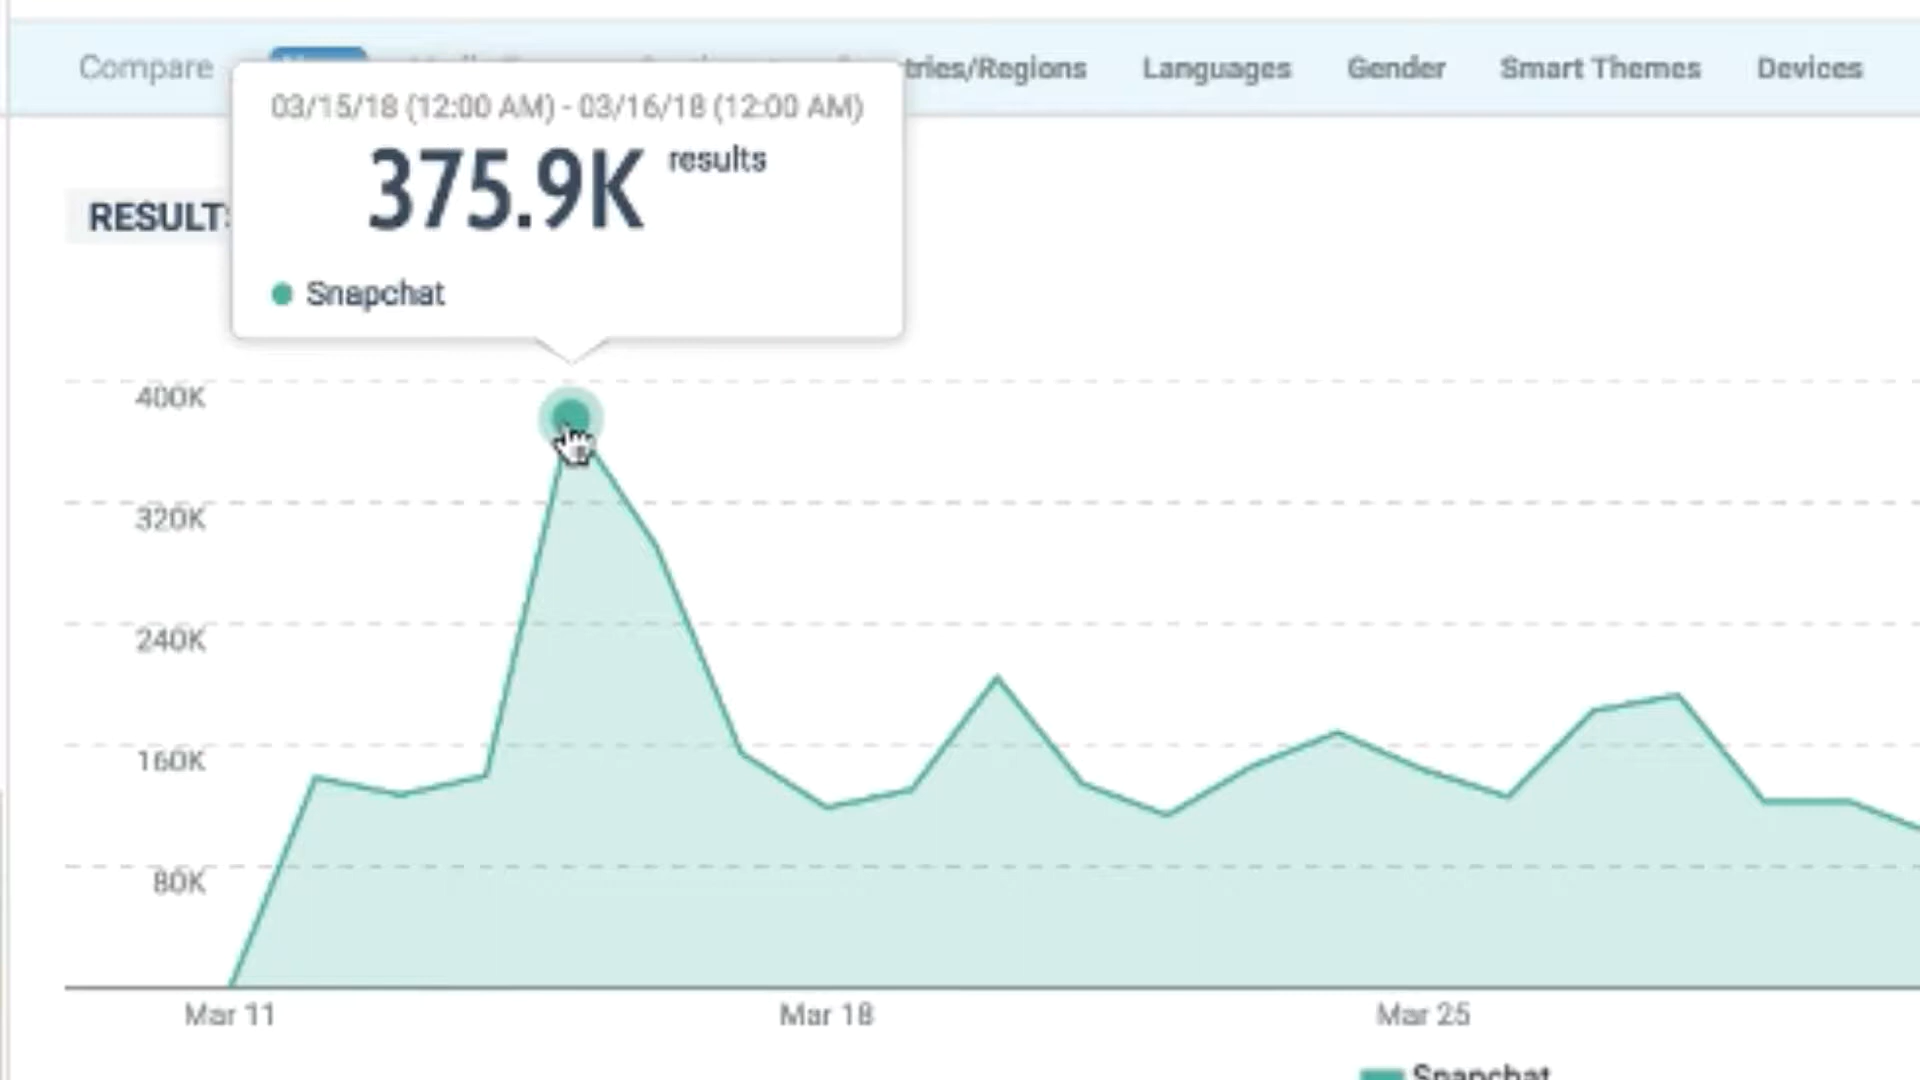 Compare
tries/Regions
Languages
Gender
Smart Themes
Devices
03/15/18 (12:00 AM) - 03/16/18 (12:00 AM)
375.9K results
Snapchat
RESULT
400K
320K
240K
160K
80K
Mar 11
Mar 18
Mar 25
Snapchat